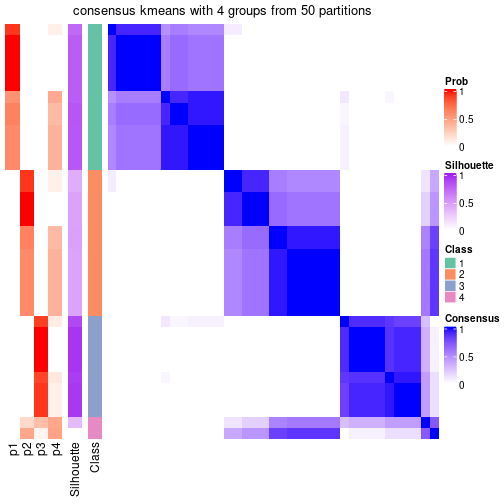 consensus kmeans with 4 groups from 50 partitions
Prob
1
0.5
0
Silhouette
1
0.5
0
Class
1
2
3
4
Consensus
1
0.5
0
p1
p2
p3
p4
Silhouette
Class